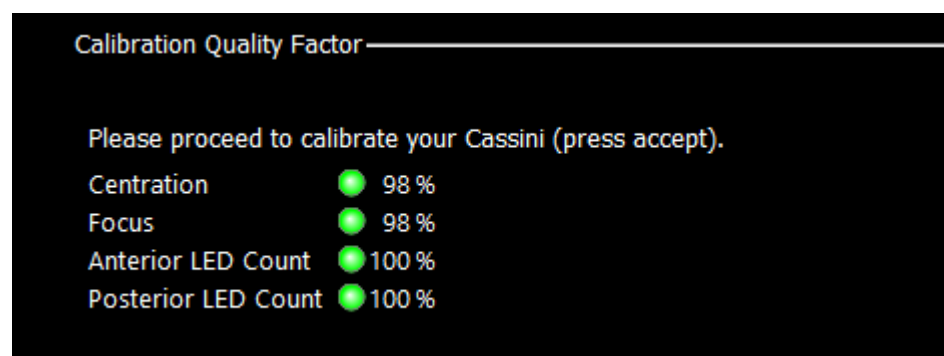 Calibration Quality Factor
Please proceed to calibrate your Cassini (press accept).
Centration 98 %
Focus 98 %
Anterior LED Count 100 %
Posterior LED Count 100 %